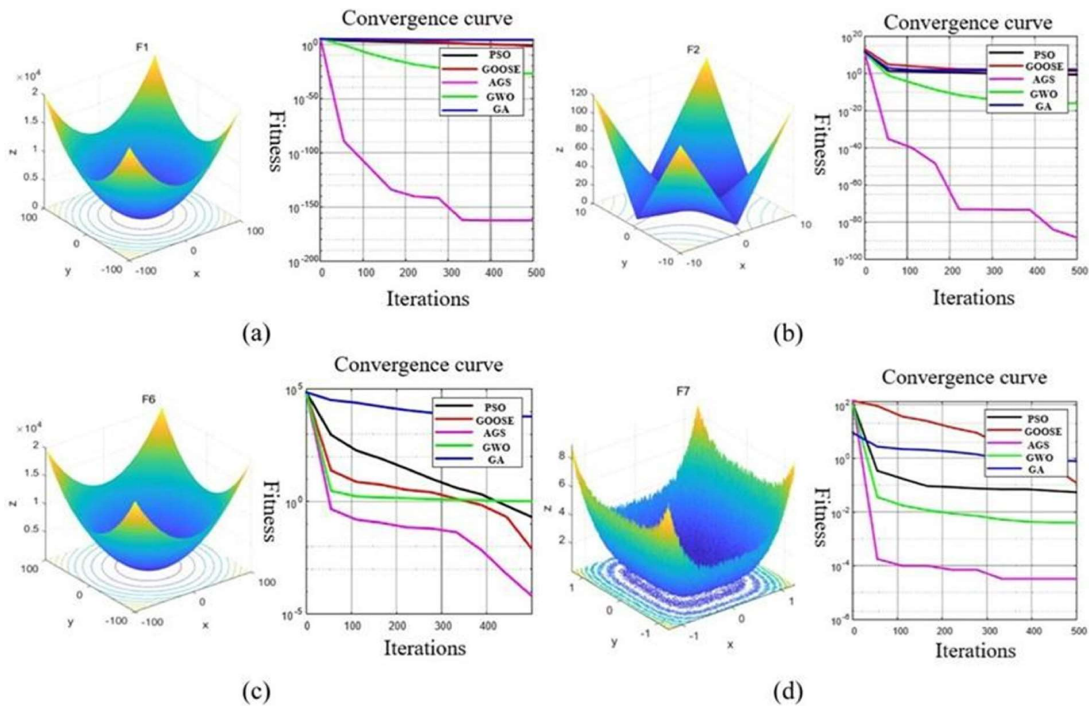 F1
×10⁴
2
1.5
1
0.5
0
z
100
0
-100
y
-100
0
100
x
Convergence curve
10⁰
10⁻⁵⁰
10⁻¹⁰⁰
10⁻¹⁵⁰
10⁻²⁰⁰
Fitness
PSO
GOOSE
AGS
GWO
GA
0 100 200 300 400 500
Iterations
(a)
F2
120
100
80
60
40
20
0
z
10
0
-10
y
-10
0
10
x
Convergence curve
10²⁰
10⁰
10⁻²⁰
10⁻⁴⁰
10⁻⁶⁰
10⁻⁸⁰
10⁻¹⁰⁰
Fitness
PSO
GOOSE
AGS
GWO
GA
0 100 200 300 400 500
Iterations
(b)
F6
×10⁴
2
1.5
1
0.5
0
z
100
0
-100
y
-100
0
100
x
Convergence curve
10⁵
10⁰
10⁻⁵
Fitness
PSO
GOOSE
AGS
GWO
GA
0 100 200 300 400
Iterations
(c)
F7
8
6
4
2
z
1
0
-1
y
-1
0
1
x
Convergence curve
10²
10⁰
10⁻²
10⁻⁴
Fitness
PSO
GOOSE
AGS
GWO
GA
0 100 200 300 400 500
Iterations
(d)